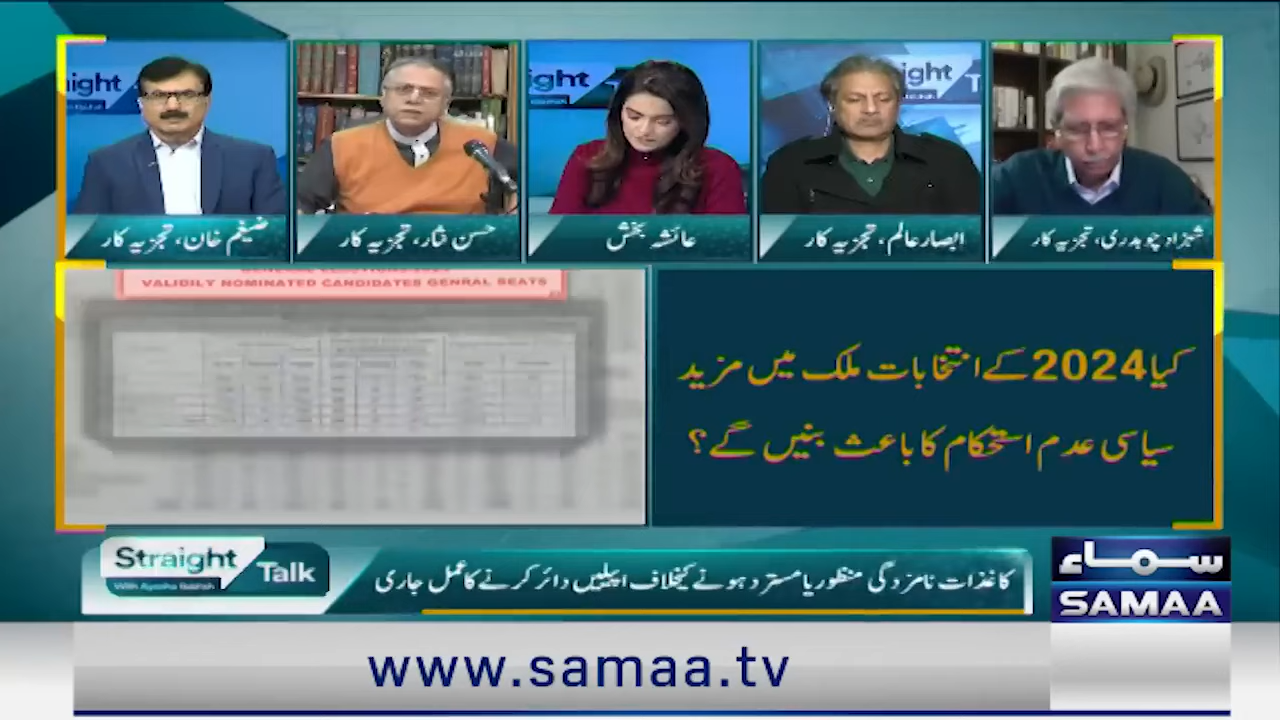 ضیغم خان، تجزیہ کار
حسن نثار، تجزیہ کار
عائشہ بخش
ابصار عالم، تجزیہ کار
شہزاد چوہدری، تجزیہ کار
VALIDILY NOMINATED CANDIDATES GENRAL SEATS
کیا 2024 کے انتخابات ملک میں مزید
سیاسی عدم استحکام کا باعث بنیں گے؟
Straight
Talk
With Ayesha Bakhsh
کاغذات نامزدگی منظور یا مسترد ہونے کیخلاف اپیلیں دائر کرنے کا عمل جاری
سماء
SAMAA
www.samaa.tv